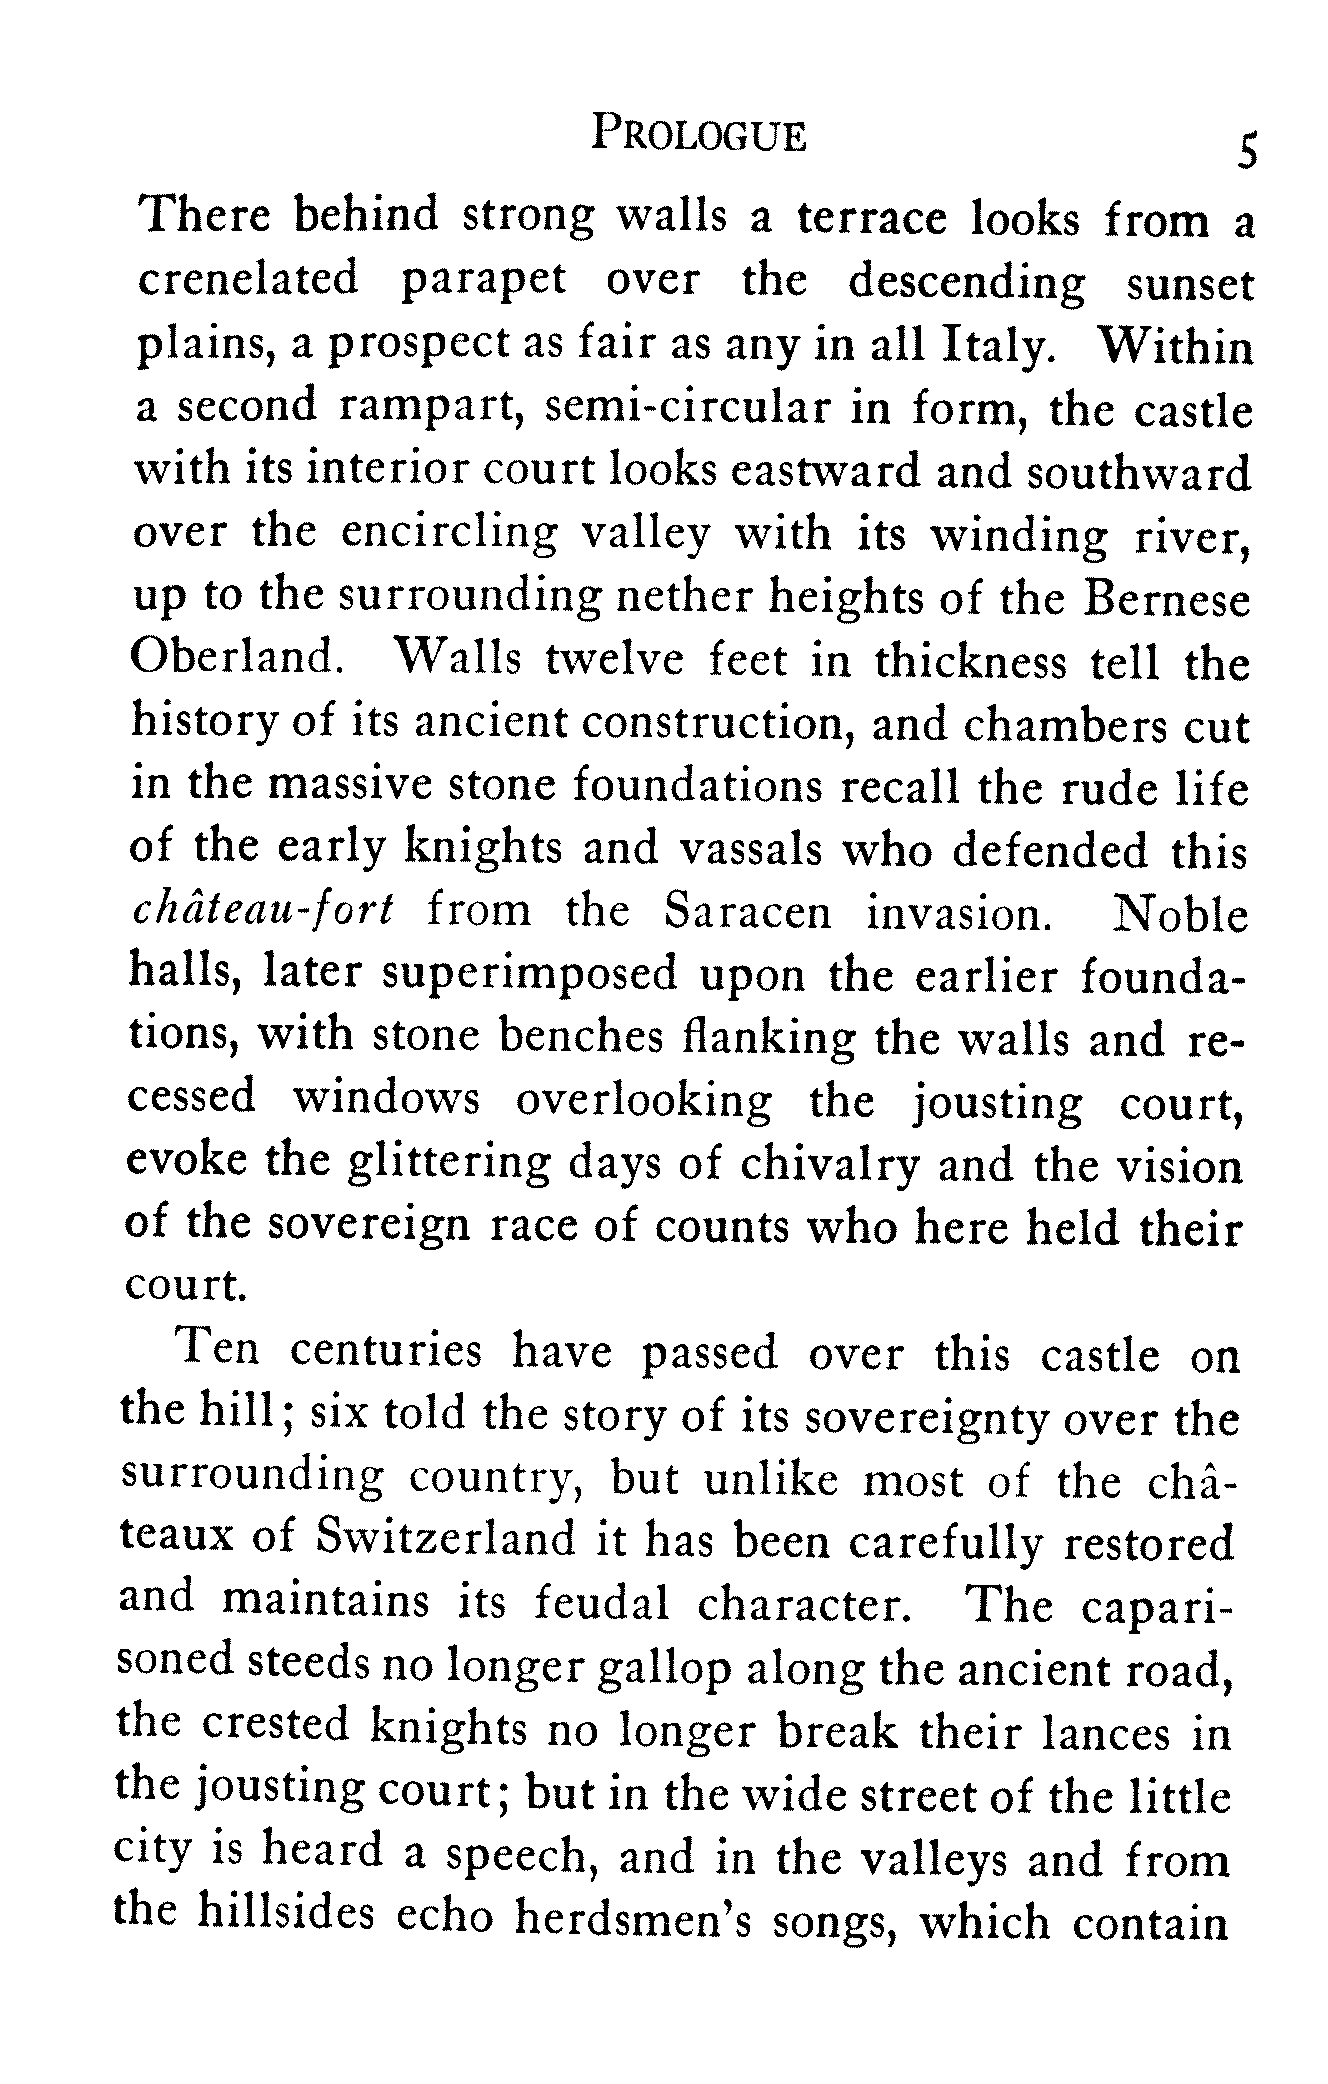 PROLOGUE 5
There behind strong walls a terrace looks from a
crenelated parapet over the descending sunset
plains, a prospect as fair as any in all Italy. Within
a second rampart, semi-circular in form, the castle
with its interior court looks eastward and southward
over the encircling valley with its winding river,
up to the surrounding nether heights of the Bernese
Oberland. Walls twelve feet in thickness tell the
history of its ancient construction, and chambers cut
in the massive stone foundations recall the rude life
of the early knights and vassals who defended this
château-fort from the Saracen invasion. Noble
halls, later superimposed upon the earlier founda-
tions, with stone benches flanking the walls and re-
cessed windows overlooking the jousting court,
evoke the glittering days of chivalry and the vision
of the sovereign race of counts who here held their
court.
Ten centuries have passed over this castle on
the hill; six told the story of its sovereignty over the
surrounding country, but unlike most of the châ-
teaux of Switzerland it has been carefully restored
and maintains its feudal character. The capari-
soned steeds no longer gallop along the ancient road,
the crested knights no longer break their lances in
the jousting court; but in the wide street of the little
city is heard a speech, and in the valleys and from
the hillsides echo herdsmen's songs, which contain